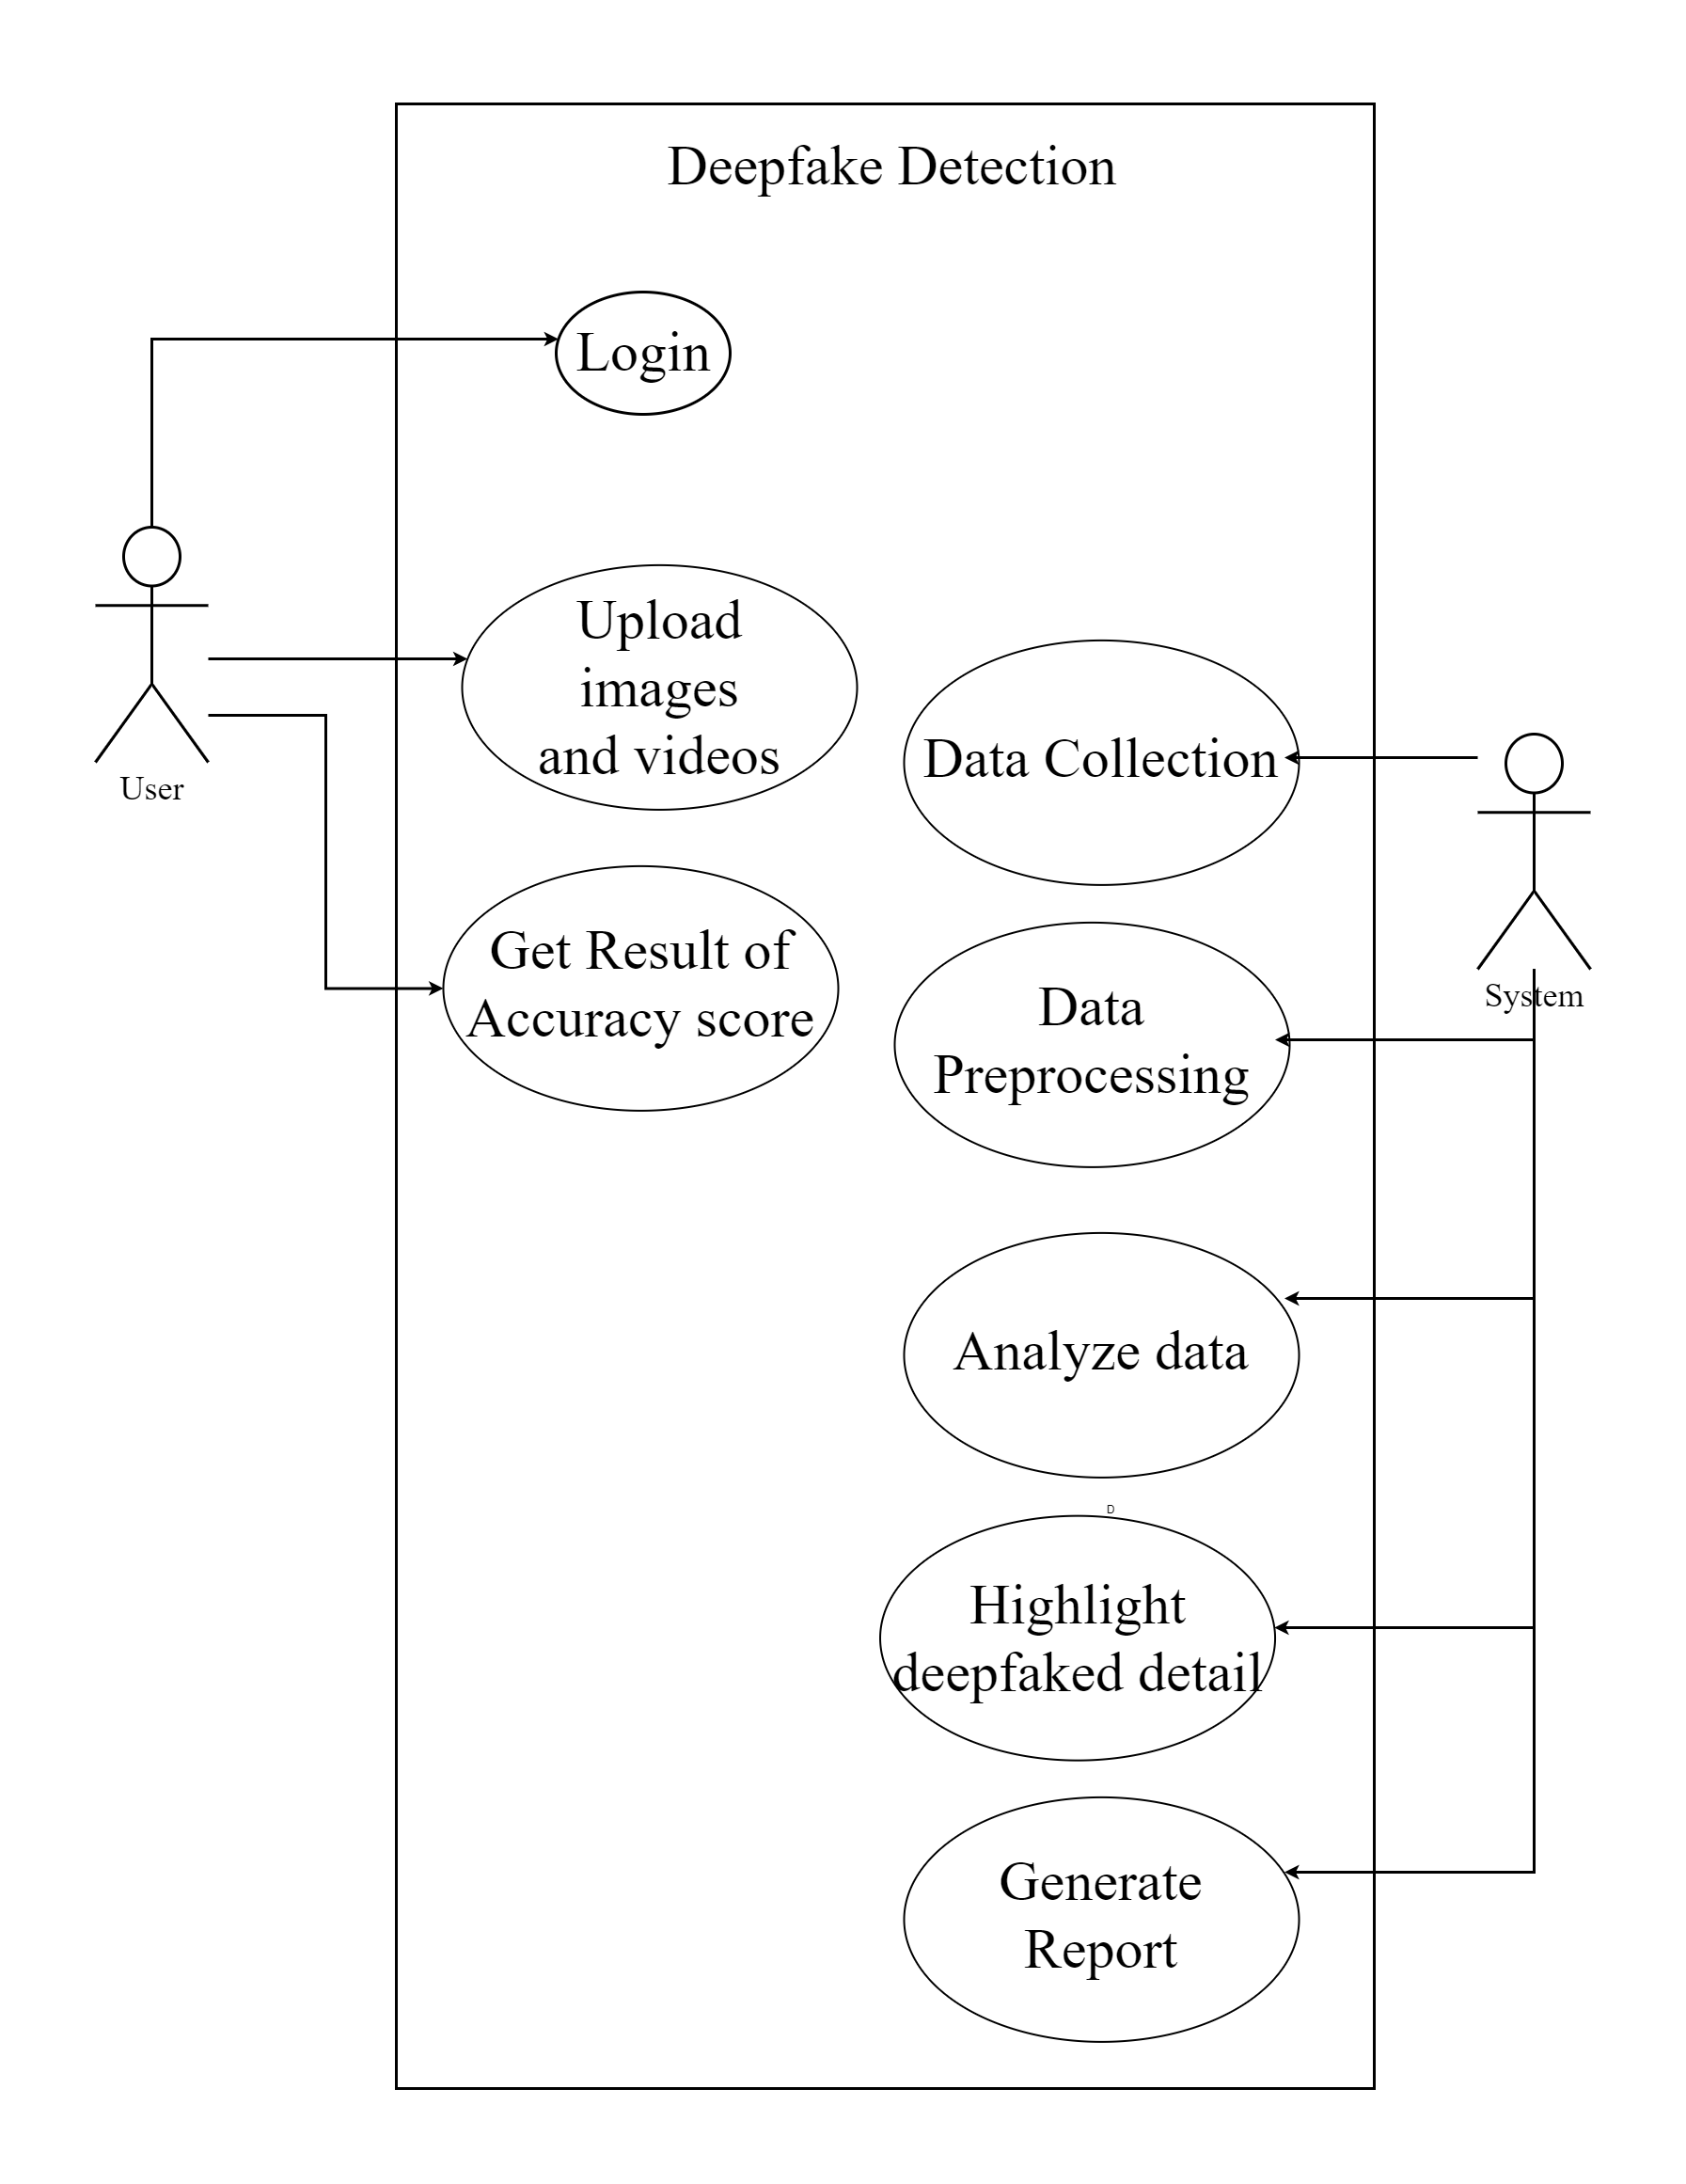 Deepfake Detection
Login
Upload
images
and videos
Data Collection
User
Get Result of
Accuracy score
System
Data
Preprocessing
Analyze data
D
Highlight
deepfaked detail
Generate
Report